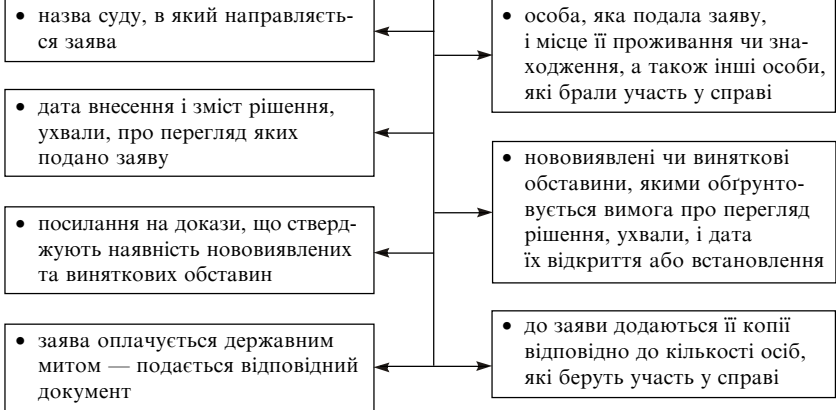 • назва суду, в який направляєть-
ся заява
• особа, яка подала заяву,
і місце її проживання чи зна-
ходження, а також інші особи,
які брали участь у справі
• дата внесення і зміст рішення,
ухвали, про перегляд яких
подано заяву
• нововиявлені чи виняткові
обставини, якими обґрунто-
вується вимога про перегляд
рішення, ухвали, і дата
їх відкриття або встановлення
• посилання на докази, що стверд-
жують наявність нововиявлених
та виняткових обставин
• заява оплачується державним
митом — подається відповідний
документ
• до заяви додаються її копії
відповідно до кількості осіб,
які беруть участь у справі